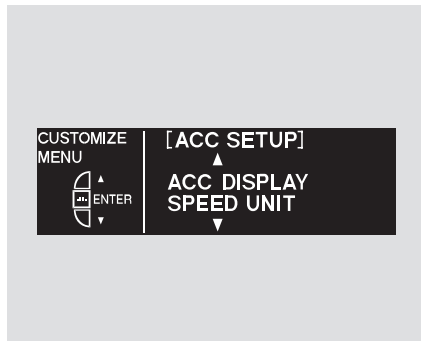 CUSTOMIZE
MENU
ENTER
[ACC SETUP]
ACC DISPLAY
SPEED UNIT